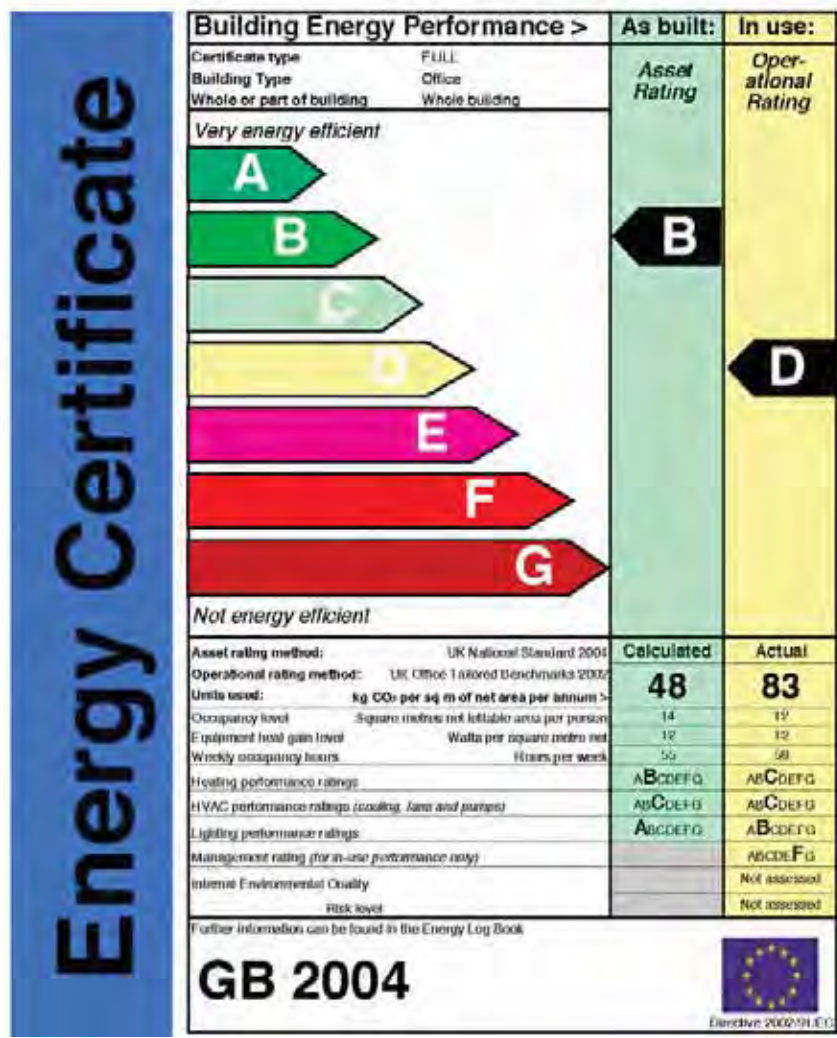 Energy Certificate
Building Energy Performance > As built: In use:
Certificate type FULL
Building Type Office
Whole or part of building Whole building
Asset Rating
Oper-ational Rating
Very energy efficient
A
B
B
C
D
D
E
F
G
Not energy efficient
Asset rating method: UK National Standard 2004 Calculated Actual
Operational rating method: UK Office Tailored Benchmarks 2002
Units used: kg CO₂ per sq m of net area per annum > 48 83
Occupancy level Square metres net lettable area per person 14 12
Equipment heat gain level Watts per square metre net 12 12
Weekly occupancy hours Hours per week 55
Heating performance ratings ABCDEFG ABCDEFG
HVAC performance ratings (cooling, fans and pumps) ABCDEFG ABCDEFG
Lighting performance ratings ABCDEFG ABCDEFG
Management rating (for in-use performance only) ABCDEFG
Internal Environmental Quality Not assessed
Risk level Not assessed
Further information can be found in the Energy Log Book
GB 2004
Directive 2002/91/EC